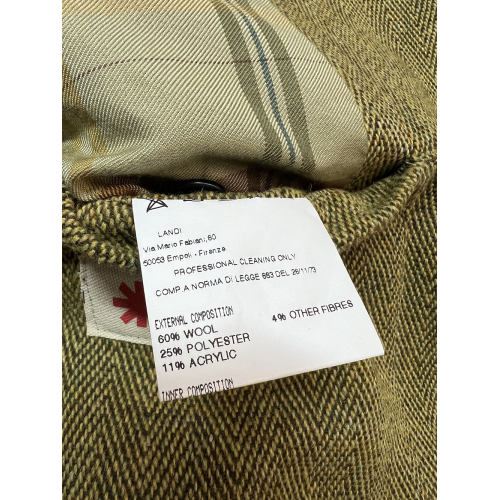 LANDI
Via Mario Fabiani, 60
50053 Empoli - Firenze
PROFESSIONAL CLEANING ONLY
COMP.A NORMA DI LEGGE 883 DEL 26/11/73
EXTERNAL COMPOSITION
60% WOOL 4% OTHER FIBRES
25% POLYESTER
11% ACRYLIC
INNER COMPOSITION